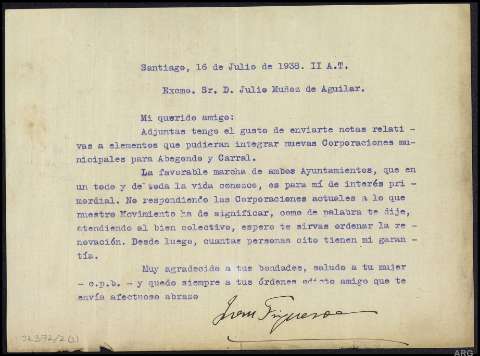 Santiago, 16 de Julio de 1938. II A.T.
Excmo. Sr. D. Julio Muñoz de Aguilar.
Mi querido amigo:
Adjuntas tengo el gusto de enviarte notas relati -
vas a elementos que pudieran integrar nuevas Corporaciones mu-
nicipales para Abegondo y Carral.
La favorable marcha de ambos Ayuntamientos, que en
un todo y de toda la vida conozco, es para mí de interés pri -
mordial. No respondiendo las Corporaciones actuales a lo que
nuestro Movimiento ha de significar, como de palabra te dije,
atendiendo al bien colectivo, espero te sirvas ordenar la re -
novación. Desde luego, cuantas personas cito tienen mi garan -
tía.
Muy agradecido a tus bondades, saludo a tu mujer
- c.p.b. - y quedo siempre a tus órdenes adicto amigo que te
envía afectuoso abrazo
Juan Figueroa
ARG